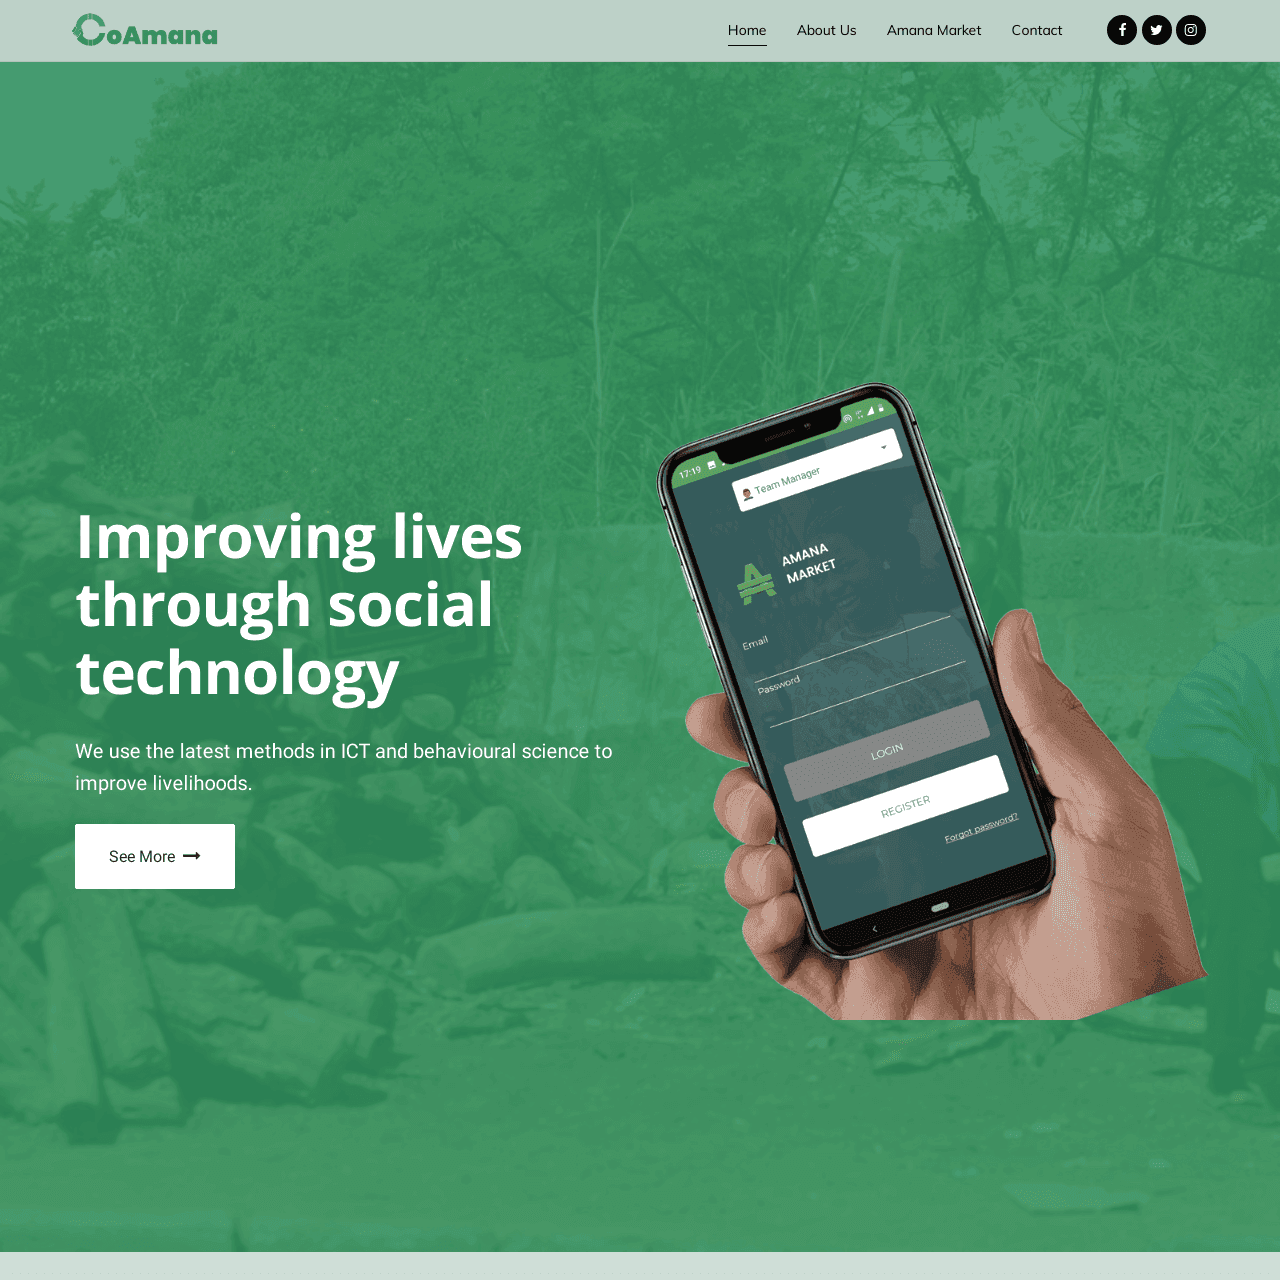 CoAmana
Home
About Us
Amana Market
Contact
Improving lives
through social
technology
We use the latest methods in ICT and behavioural science to
improve livelihoods.
See More
17:19
Team Manager
AMANA
MARKET
Email
Password
LOGIN
REGISTER
Forgot password?